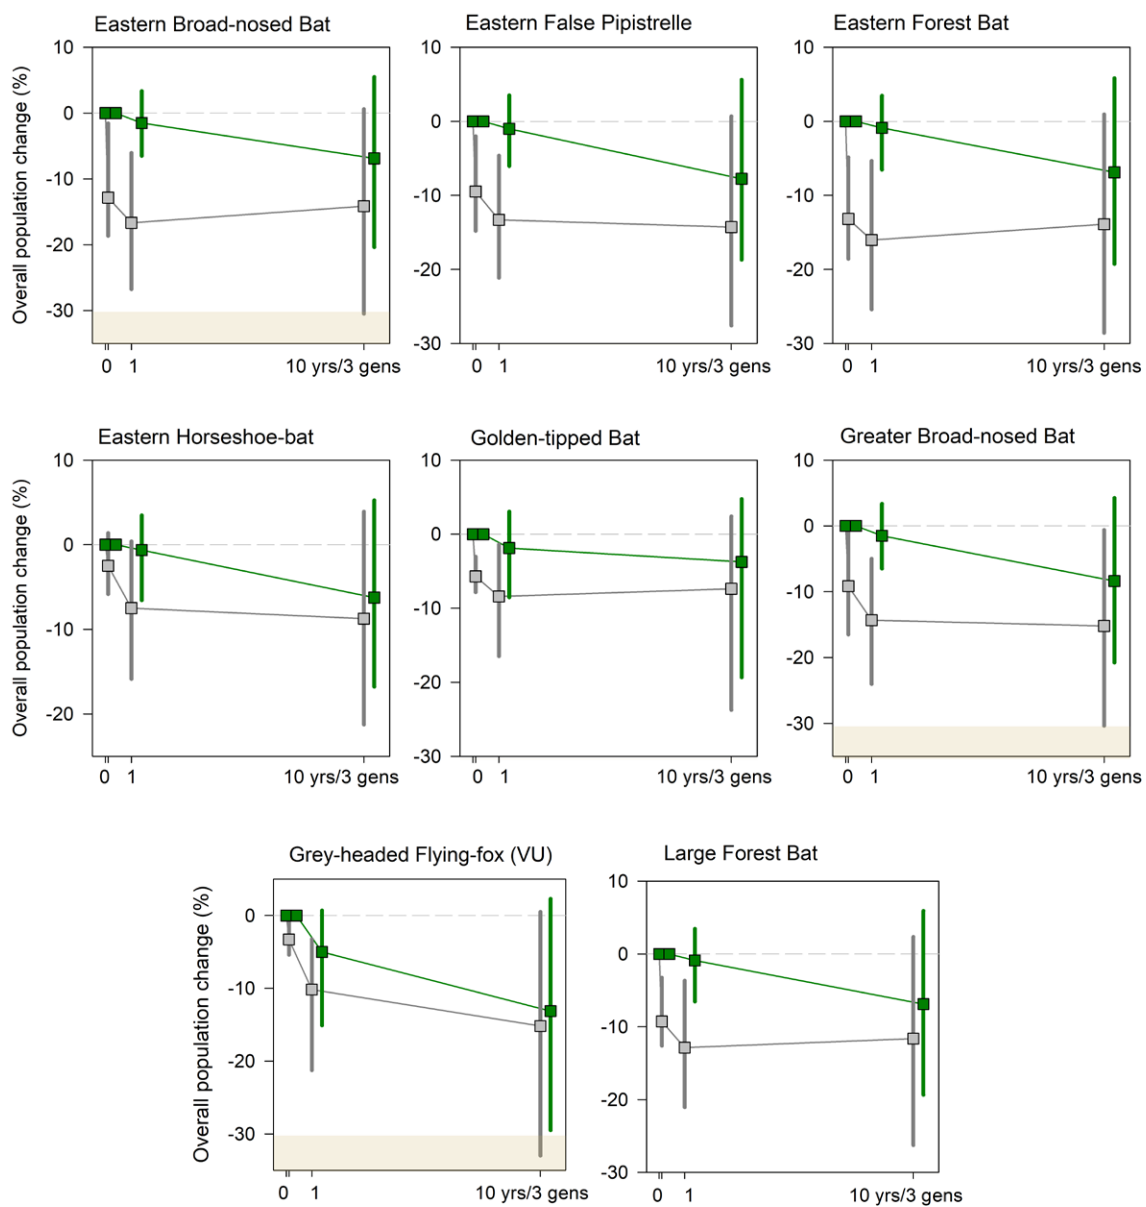 Eastern Broad-nosed Bat
Eastern False Pipistrelle
Eastern Forest Bat
Overall population change (%)
10
0
-10
-20
-30
0 1 10 yrs/3 gens
10
0
-10
-20
-30
0 1 10 yrs/3 gens
10
0
-10
-20
-30
0 1 10 yrs/3 gens
Eastern Horseshoe-bat
Golden-tipped Bat
Greater Broad-nosed Bat
Overall population change (%)
10
0
-10
-20
0 1 10 yrs/3 gens
10
0
-10
-20
-30
0 1 10 yrs/3 gens
10
0
-10
-20
-30
0 1 10 yrs/3 gens
Grey-headed Flying-fox (VU)
Large Forest Bat
Overall population change (%)
0
-10
-20
-30
0 1 10 yrs/3 gens
10
0
-10
-20
-30
0 1 10 yrs/3 gens